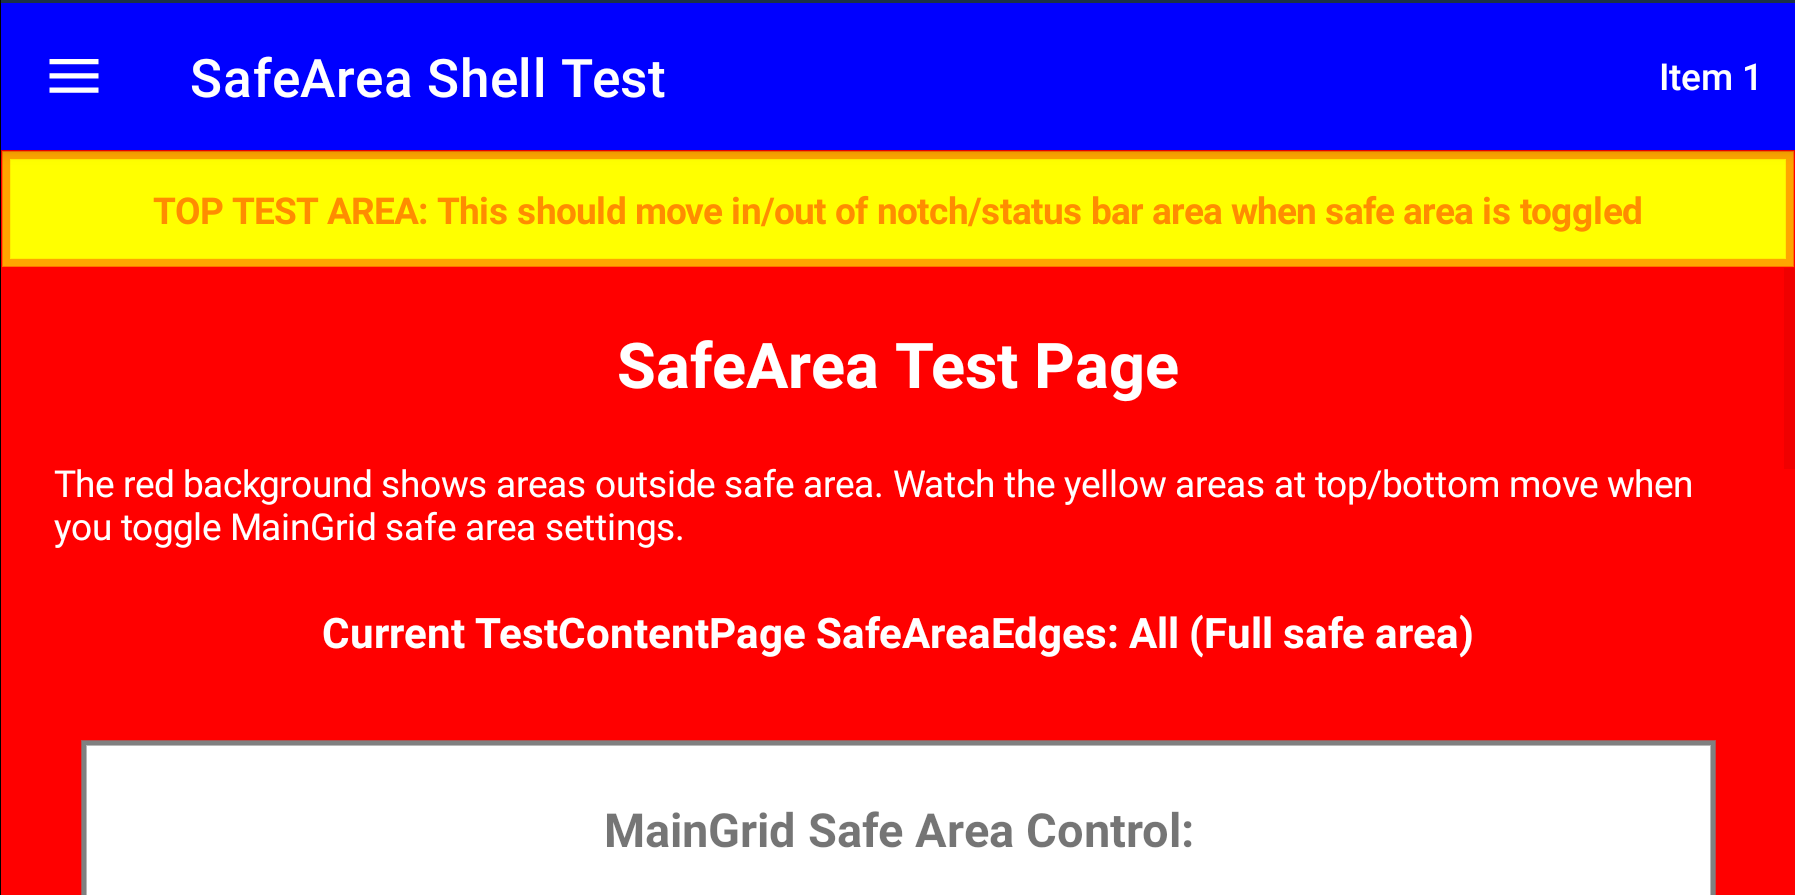 SafeArea Shell Test
Item 1
TOP TEST AREA: This should move in/out of notch/status bar area when safe area is toggled
SafeArea Test Page
The red background shows areas outside safe area. Watch the yellow areas at top/bottom move when
you toggle MainGrid safe area settings.
Current TestContentPage SafeAreaEdges: All (Full safe area)
MainGrid Safe Area Control: